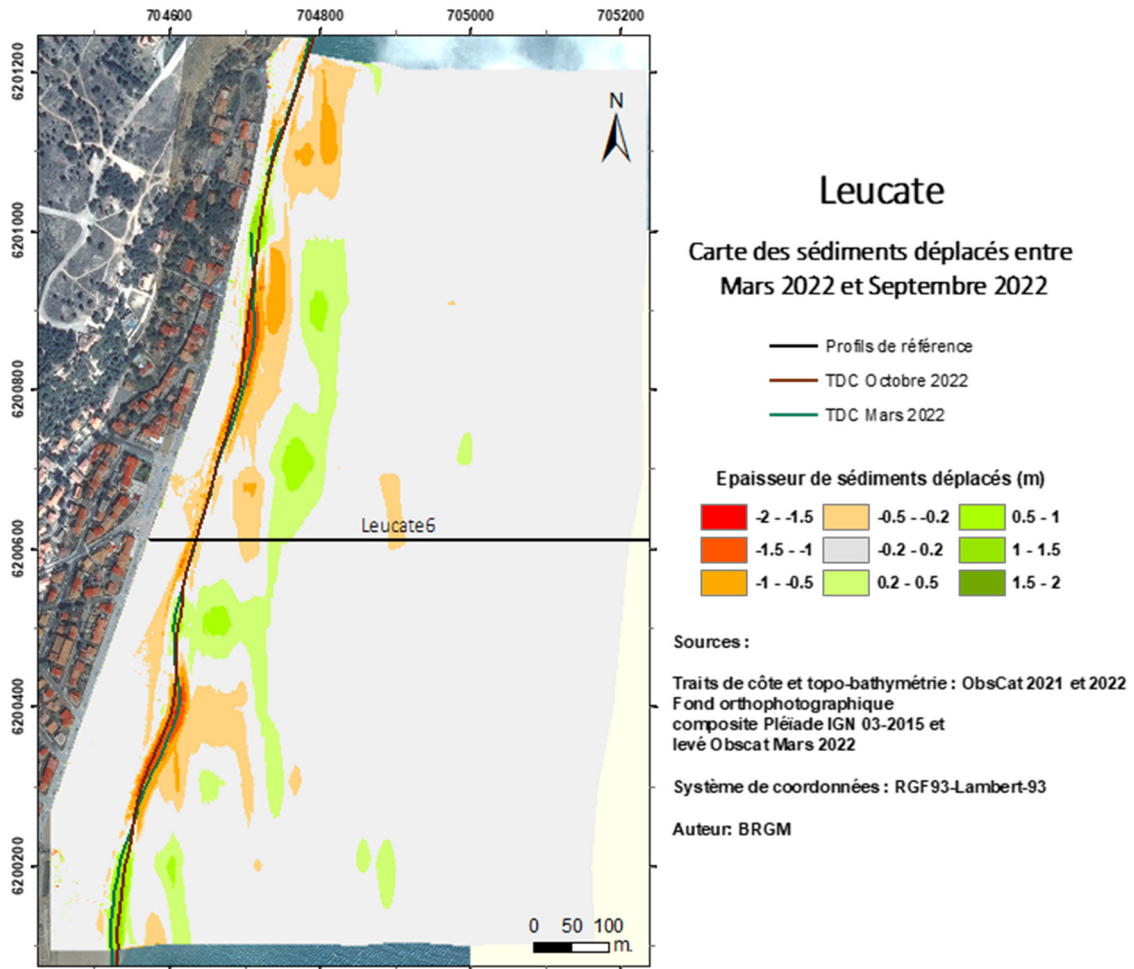 704600 704800 705000 705200
6201200
6201000
6200800
6200600
6200400
6200200
N
Leucate6
0 50 100
m.
Leucate
Carte des sédiments déplacés entre
Mars 2022 et Septembre 2022
Profils de référence
TDC Octobre 2022
TDC Mars 2022
Epaisseur de sédiments déplacés (m)
-2 - -1.5 -0.5 - -0.2 0.5 - 1
-1.5 - -1 -0.2 - 0.2 1 - 1.5
-1 - -0.5 0.2 - 0.5 1.5 - 2
Sources :
Traits de côte et topo-bathymétrie : ObsCat 2021 et 2022
Fond orthophotographique
composite Pléïade IGN 03-2015 et
levé Obscat Mars 2022
Système de coordonnées : RGF93-Lambert-93
Auteur: BRGM